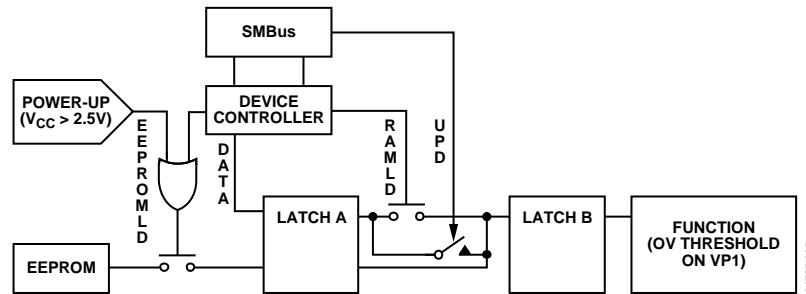 SMBus
POWER-UP
(VCC > 2.5V)
DEVICE
CONTROLLER
EEPROMLD
DATA
RAMLD
UPD
LATCH A
LATCH B
FUNCTION
(OV THRESHOLD
ON VP1)
EEPROM